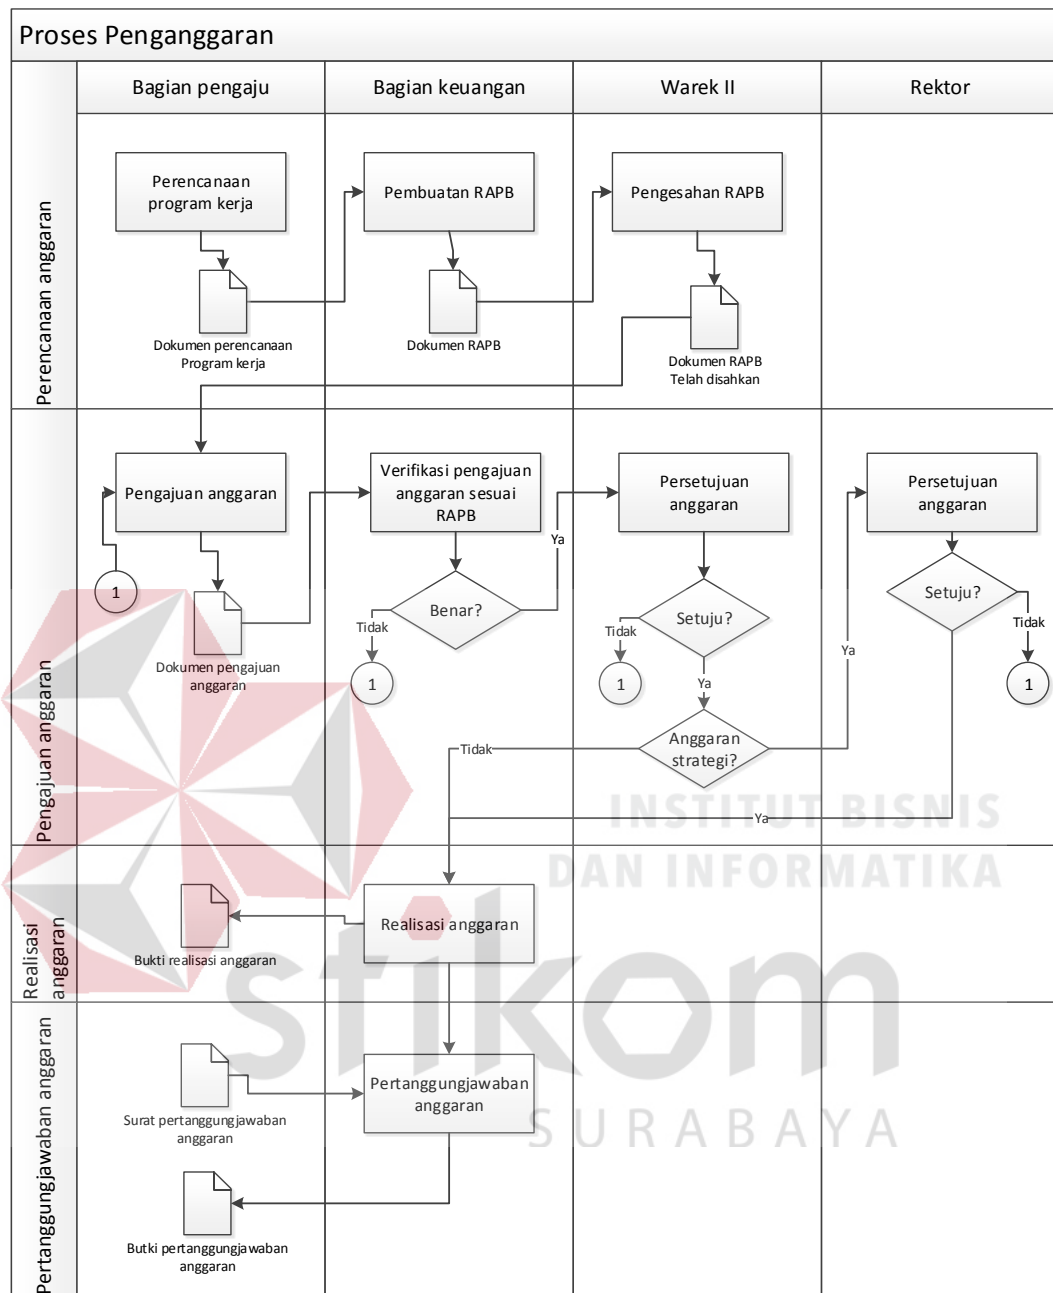 Proses Penganggaran
Bagian pengaju
Bagian keuangan
Warek II
Rektor
Perencanaan anggaran
Perencanaan
program kerja
Pembuatan RAPB
Pengesahan RAPB
Dokumen perencanaan
Program kerja
Dokumen RAPB
Dokumen RAPB
Telah disahkan
Pengajuan anggaran
Pengajuan anggaran
Verifikasi pengajuan
anggaran sesuai
RAPB
Persetujuan
anggaran
Persetujuan
anggaran
Ya
1
Benar?
Setuju?
Setuju?
Tidak
Tidak
Tidak
Dokumen pengajuan
anggaran
1
1
Ya
Ya
1
Anggaran
strategi?
Tidak
Ya
INSTITUT BISNIS
DAN INFORMATIKA
Realisasi
anggaran
Realisasi anggaran
Bukti realisasi anggaran
stikom
SURABAYA
Pertanggungjawaban anggaran
Pertanggungjawaban
anggaran
Surat pertanggungjawaban
anggaran
Butki pertanggungjawaban
anggaran